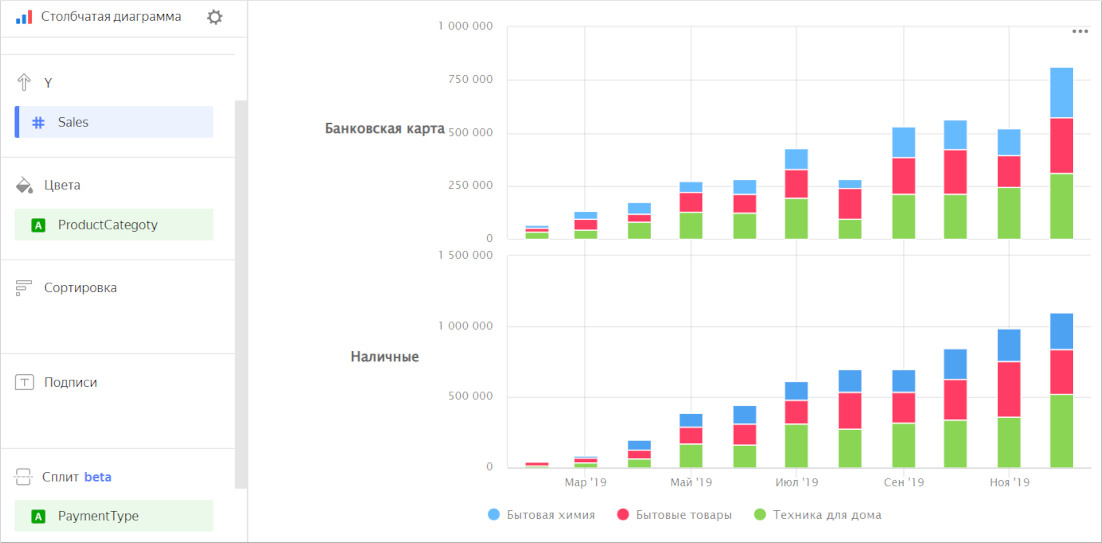 Столбчатая диаграмма
Y
Sales
Цвета
A
ProductCategoty
Сортировка
T
Подписи
Сплит beta
A
PaymentType
Банковская карта
1 000 000
750 000
500 000
250 000
0
Наличные
1 500 000
1 000 000
500 000
0
Мар '19
Май '19
Июл '19
Сен '19
Ноя '19
Бытовая химия
Бытовые товары
Техника для дома